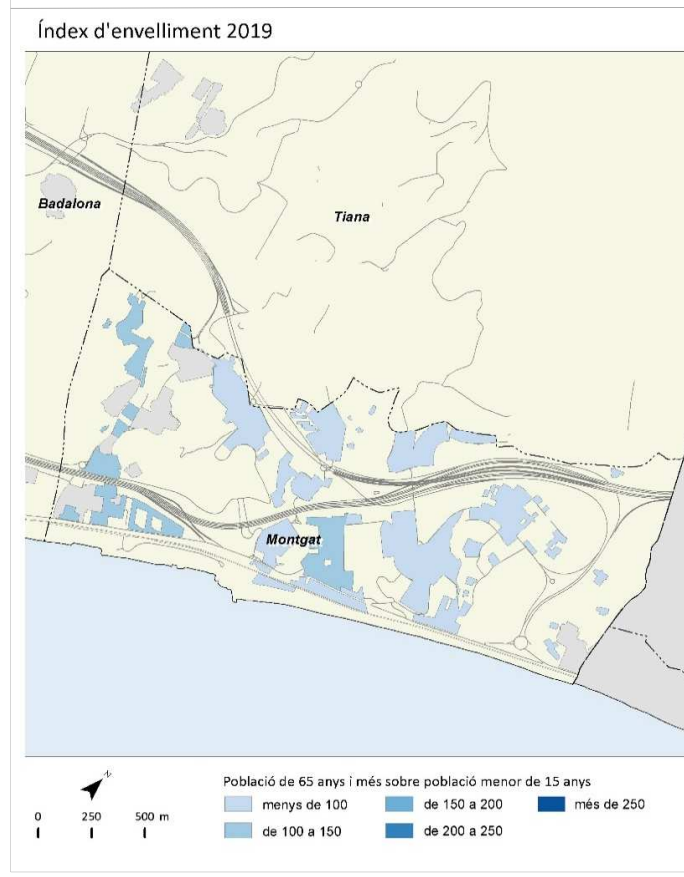 Índex d'envelliment 2019
Badalona
Tiana
Montgat
N
0 250 500 m
Població de 65 anys i més sobre població menor de 15 anys
menys de 100
de 100 a 150
de 150 a 200
de 200 a 250
més de 250